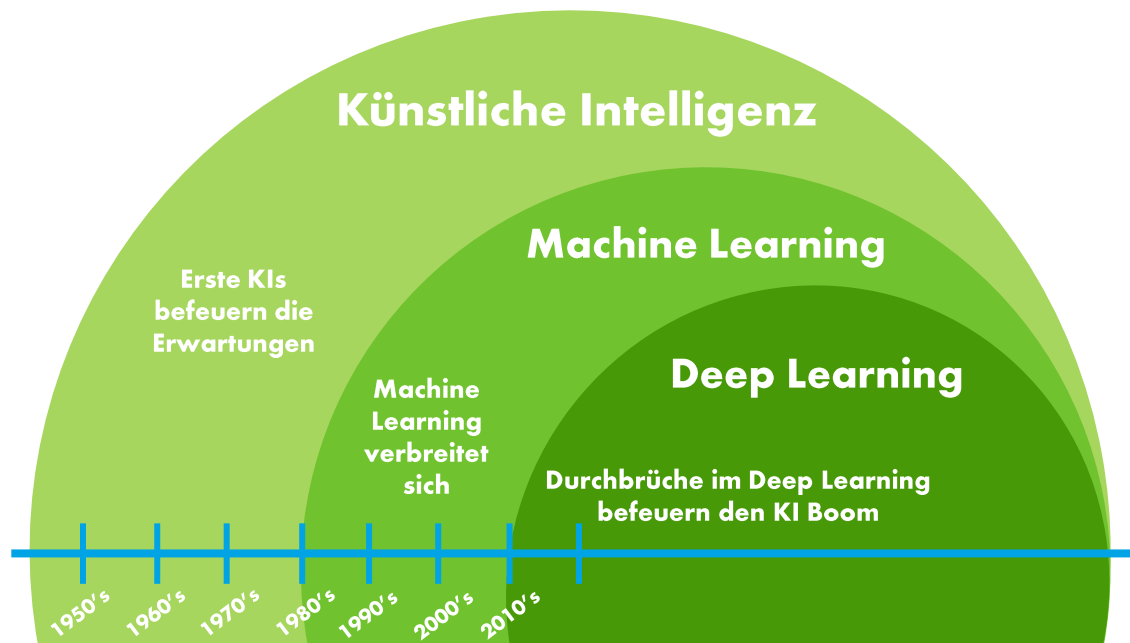 Künstliche Intelligenz
Machine Learning
Erste KIs
befeuern die
Erwartungen
Deep Learning
Machine
Learning
verbreitet
sich
Durchbrüche im Deep Learning
befeuern den KI Boom
1950’s
1960’s
1970’s
1980’s
1990’s
2000’s
2010’s